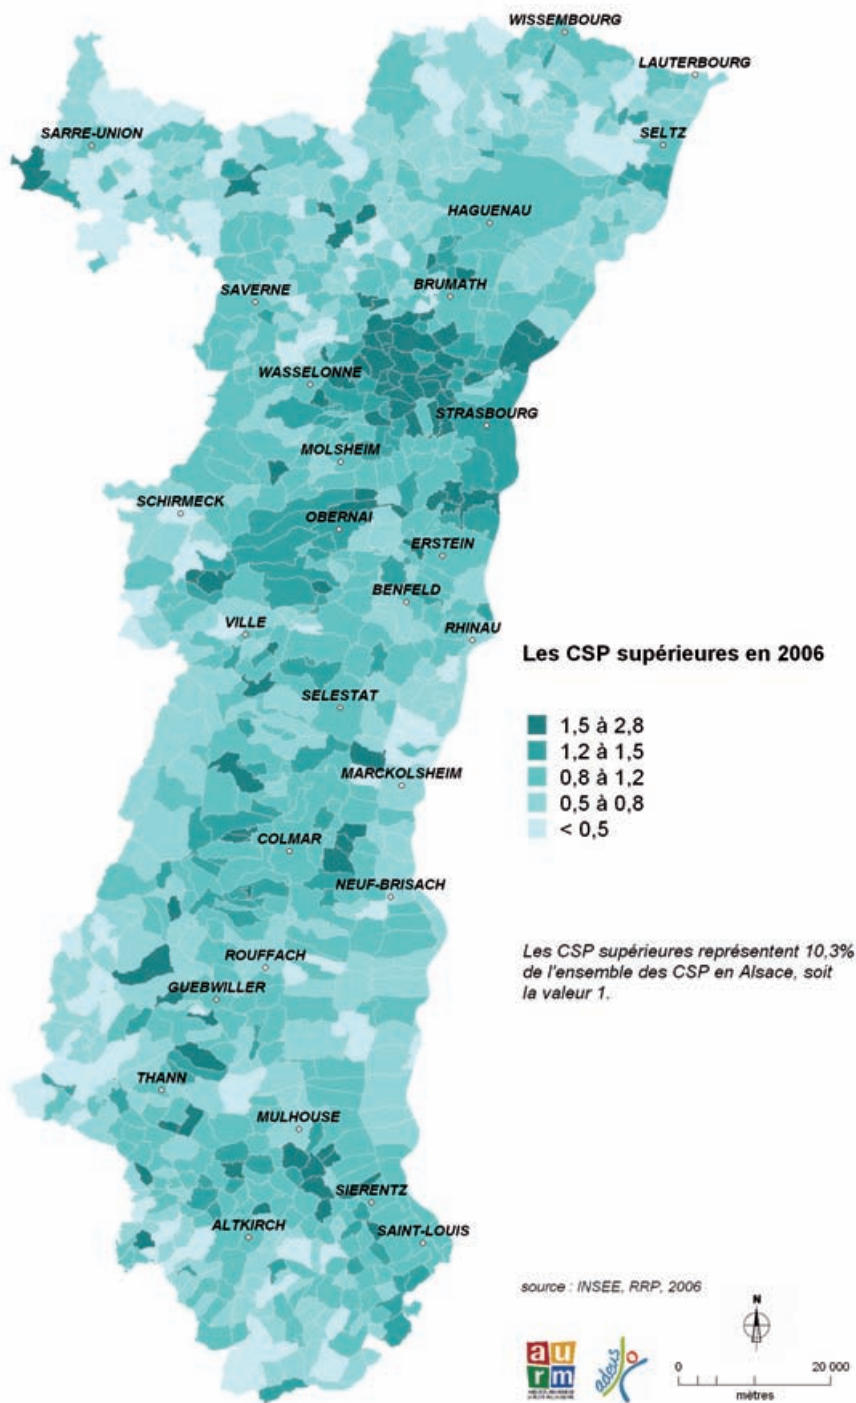 WISSEMBOURG
LAUTERBOURG
SARRE-UNION
SELTZ
HAGUENAU
SAVERNE
BRUMATH
WASSELONNE
STRASBOURG
MOLSHEIM
SCHIRMECK
OBERNAI
ERSTEIN
BENFELD
VILLE
RHINAU
Les CSP supérieures en 2006
SELESTAT
1,5 à 2,8
1,2 à 1,5
0,8 à 1,2
0,5 à 0,8
< 0,5
MARCKOLSHEIM
COLMAR
NEUF-BRISACH
ROUFFACH
Les CSP supérieures représentent 10,3%
de l'ensemble des CSP en Alsace, soit
la valeur 1.
GUEBWILLER
THANN
MULHOUSE
SIERENTZ
ALTKIRCH
SAINT-LOUIS
source : INSEE, RRP, 2006
N
au
rm
adeus
0 20 000
mètres